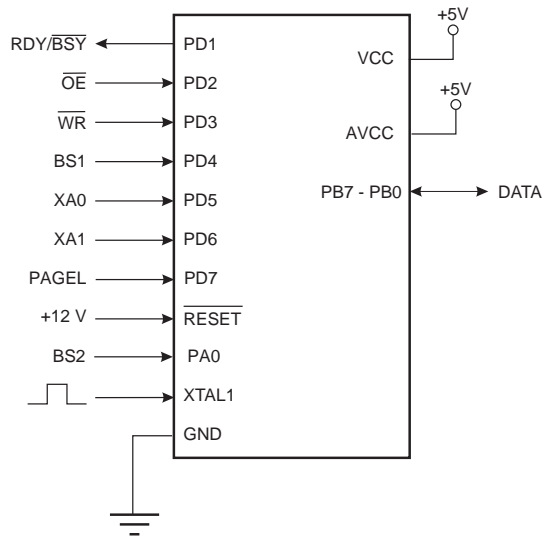 +5V
RDY/BSY PD1 VCC
OE PD2 +5V
WR PD3 AVCC
BS1 PD4
XA0 PD5 PB7 - PB0 DATA
XA1 PD6
PAGEL PD7
+12 V RESET
BS2 PA0
XTAL1
GND